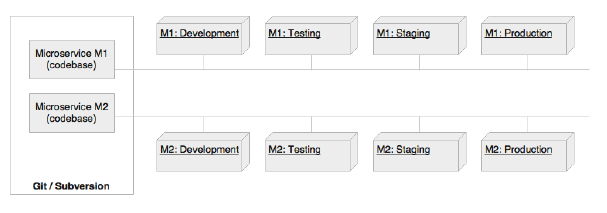 M1: Development
M1: Testing
M1: Staging
M1: Production
Microservice M1
(codebase)
Microservice M2
(codebase)
M2: Development
M2: Testing
M2: Staging
M2: Production
Git / Subversion